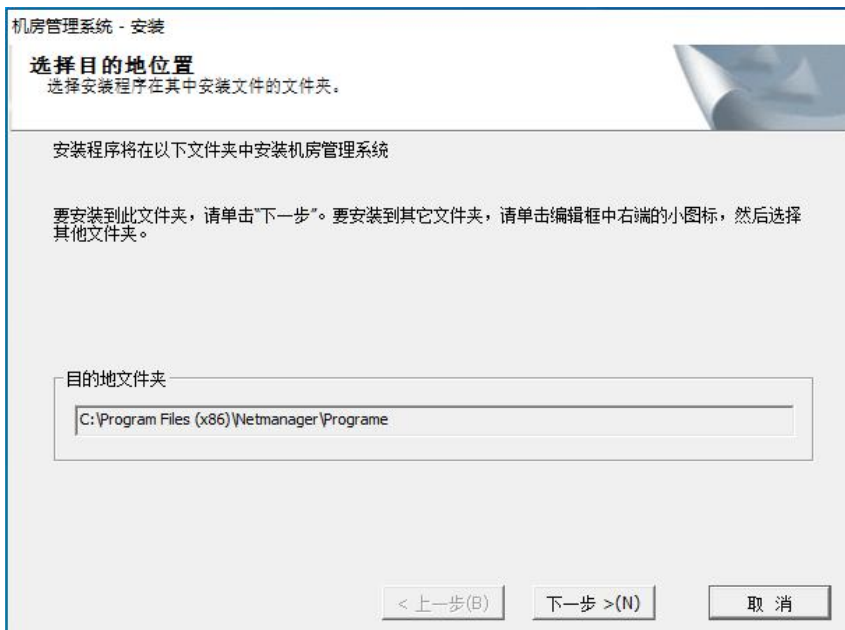 机房管理系统 - 安装
选择目的地位置
选择安装程序在其中安装文件的文件夹。
安装程序将在以下文件夹中安装机房管理系统
要安装到此文件夹，请单击“下一步”。要安装到其它文件夹，请单击编辑框中右端的小图标，然后选择
其他文件夹。
目的地文件夹
C:\Program Files (x86)\Netmanager\Programe
< 上一步(B)
下一步 >(N)
取 消